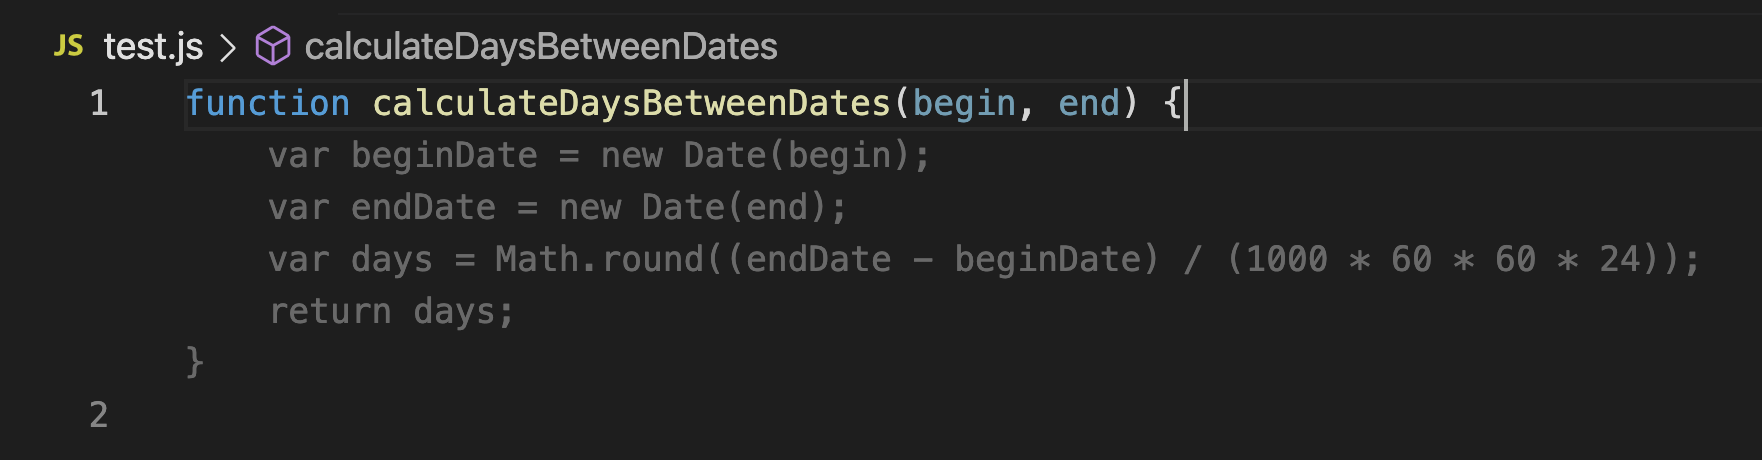 JS test.js > calculateDaysBetweenDates
1 function calculateDaysBetweenDates(begin, end) {
    var beginDate = new Date(begin);
    var endDate = new Date(end);
    var days = Math.round((endDate - beginDate) / (1000 * 60 * 60 * 24));
    return days;
}
2